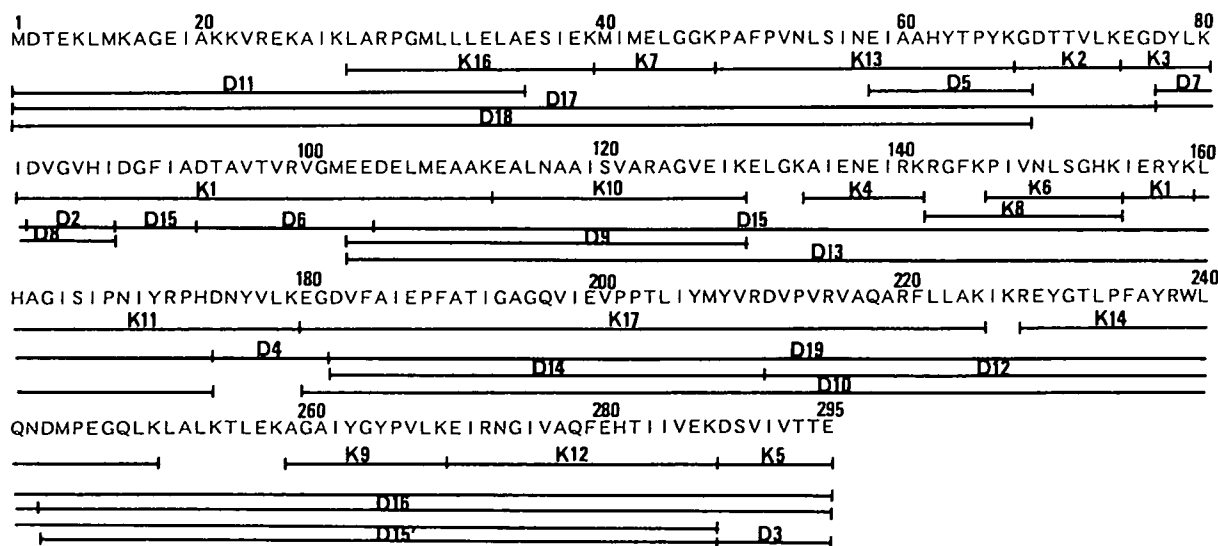 1 20 40 60 80
MDTEKLMKAGEIAKKVREKAIKLARPGMLLLELAESIEKMIMELGGKPAFPVNLSINEIAAHYTPYKGDTTVLKEGDYLK
K16 K7 K13 K2 K3
D11 D5 D7
D17
D18
100 120 140 160
IDVGVHIDGFIADTAVTVRVGMEEDELMEAAKEALNAAISVARAGVEIKELGKAIENEIRKRGFKPIVNLSGHKIERYKL
K1 K10 K4 K6 K1
K8
D2 D15 D6 D15
D8 D9
D13
180 200 220 240
HAGISIPNIYRPHDNYVLKEGDVFAIEPFATIGAGQVIEVPPTLIYMYVRDVPVRVAQARFLLAKIKREYGTLPFAYRWL
K11 K17 K14
D4 D19
D14 D12
D10
260 280 295
QNDMPEGQLKLALKTLEKAGAIYGYPVLKEIRNGIVAQFEHTIIVEKDSVIVTTE
K9 K12 K5
D16
D15' D3